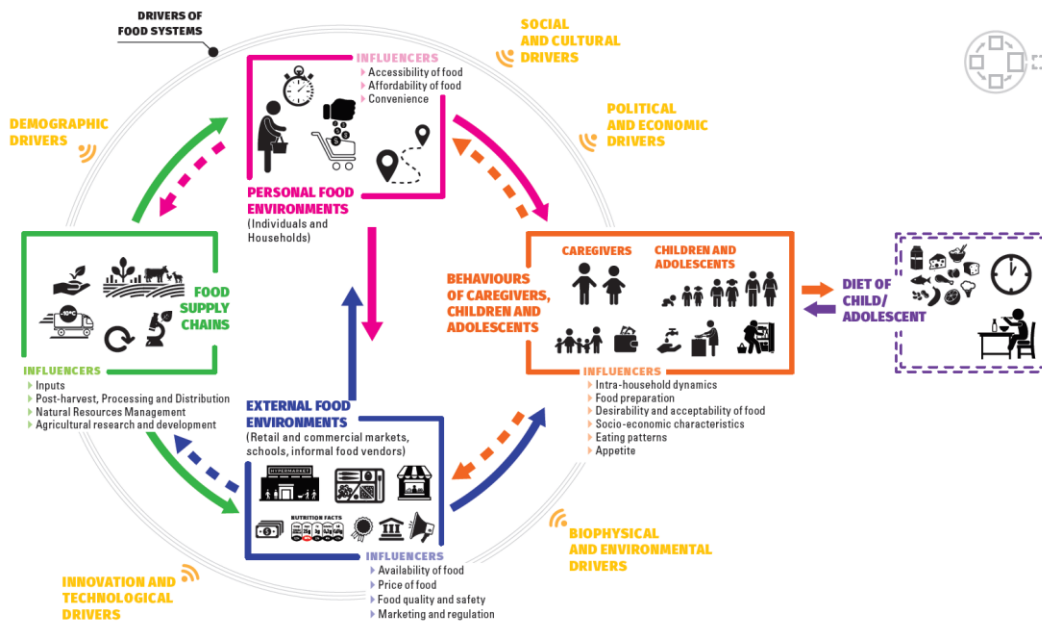 DRIVERS OF
FOOD SYSTEMS
SOCIAL
AND CULTURAL
DRIVERS
POLITICAL
AND ECONOMIC
DRIVERS
DEMOGRAPHIC
DRIVERS
INFLUENCERS
Accessibility of food
Affordability of food
Convenience
PERSONAL FOOD
ENVIRONMENTS
(Individuals and
Households)
FOOD
SUPPLY
CHAINS
INFLUENCERS
Inputs
Post-harvest, Processing and Distribution
Natural Resources Management
Agricultural research and development
BEHAVIOURS
OF CAREGIVERS,
CHILDREN AND
ADOLESCENTS
CAREGIVERS
CHILDREN AND
ADOLESCENTS
INFLUENCERS
Intra-household dynamics
Food preparation
Desirability and acceptability of food
Socio-economic characteristics
Eating patterns
Appetite
DIET OF
CHILD/
ADOLESCENT
EXTERNAL FOOD
ENVIRONMENTS
(Retail and commercial markets,
schools, informal food vendors)
HYPERMARKET
NUTRITION FACTS
INFLUENCERS
Availability of food
Price of food
Food quality and safety
Marketing and regulation
BIOPHYSICAL
AND ENVIRONMENTAL
DRIVERS
INNOVATION AND
TECHNOLOGICAL
DRIVERS